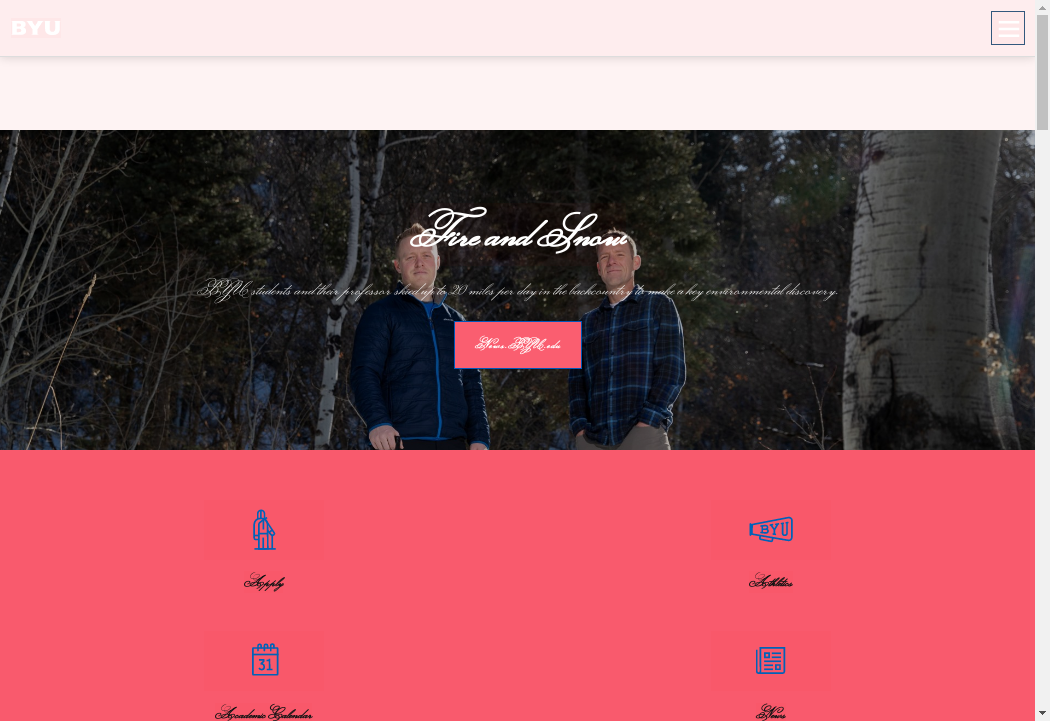 BYU
Fire and Snow
BYU students and their professor skied up to 20 miles per day in the backcountry to make a key environmental discovery.
News.BYU.edu
BYU
Apply
Athletics
31
Academic Calendar
News